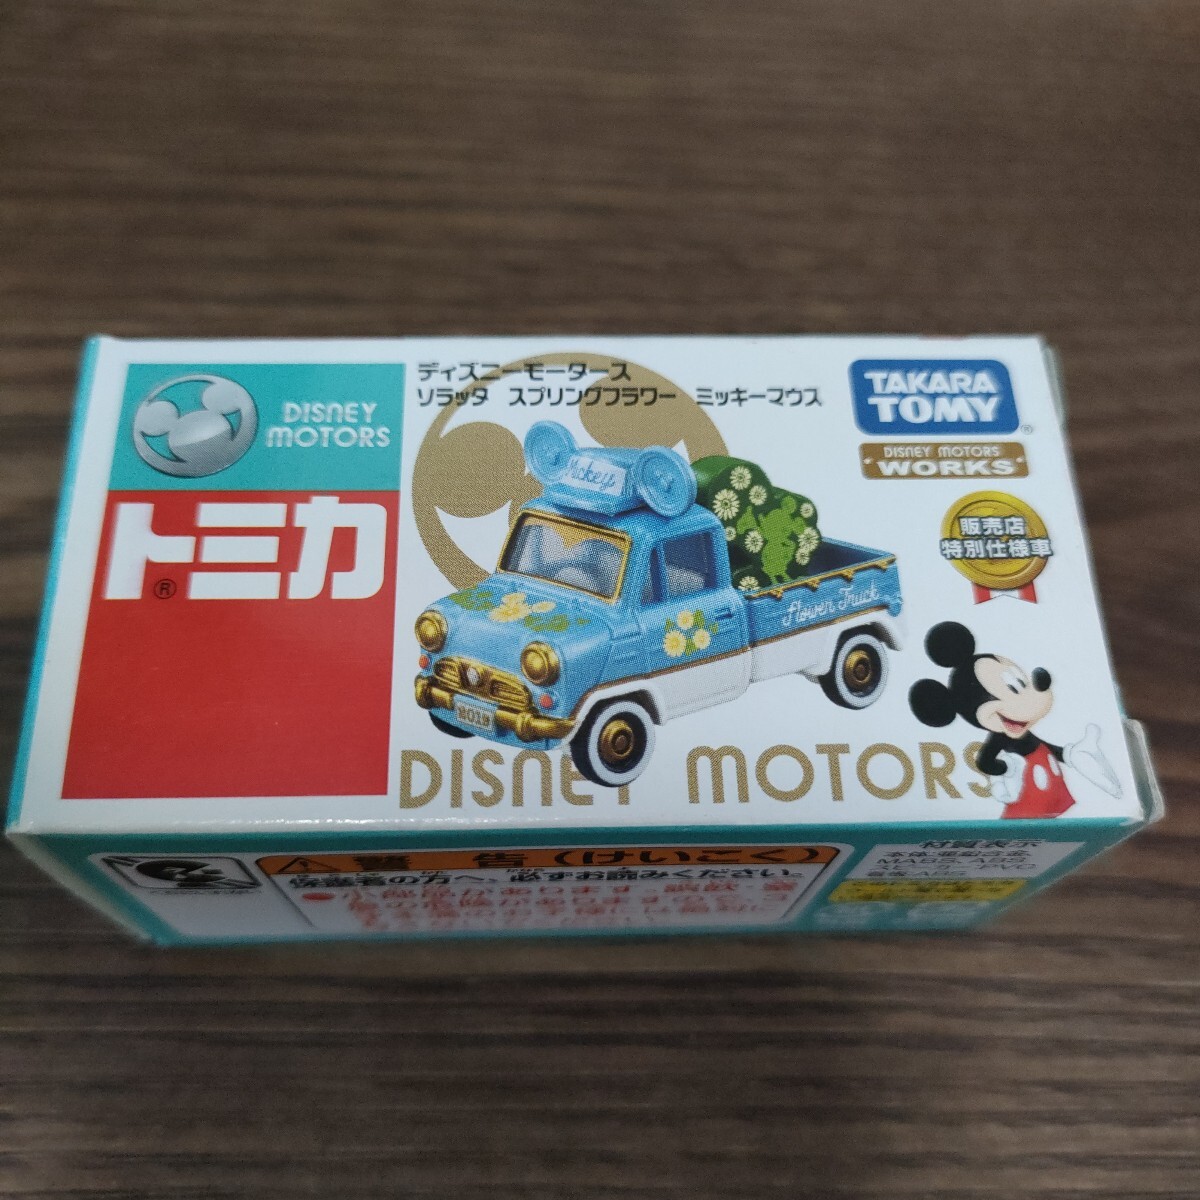 DISNEY
MOTORS
トミカ
®
ディズニーモータース
ソラッタ スプリングフラワー ミッキーマウス
TAKARA
TOMY
®
DISNEY MOTORS
WORKS
販売店
特別仕様車
Mickey's
Flower Truck
2019
DISNEY MOTORS
警告(けいこく)
保護者の方へ、必ずお読みください。
材質表示